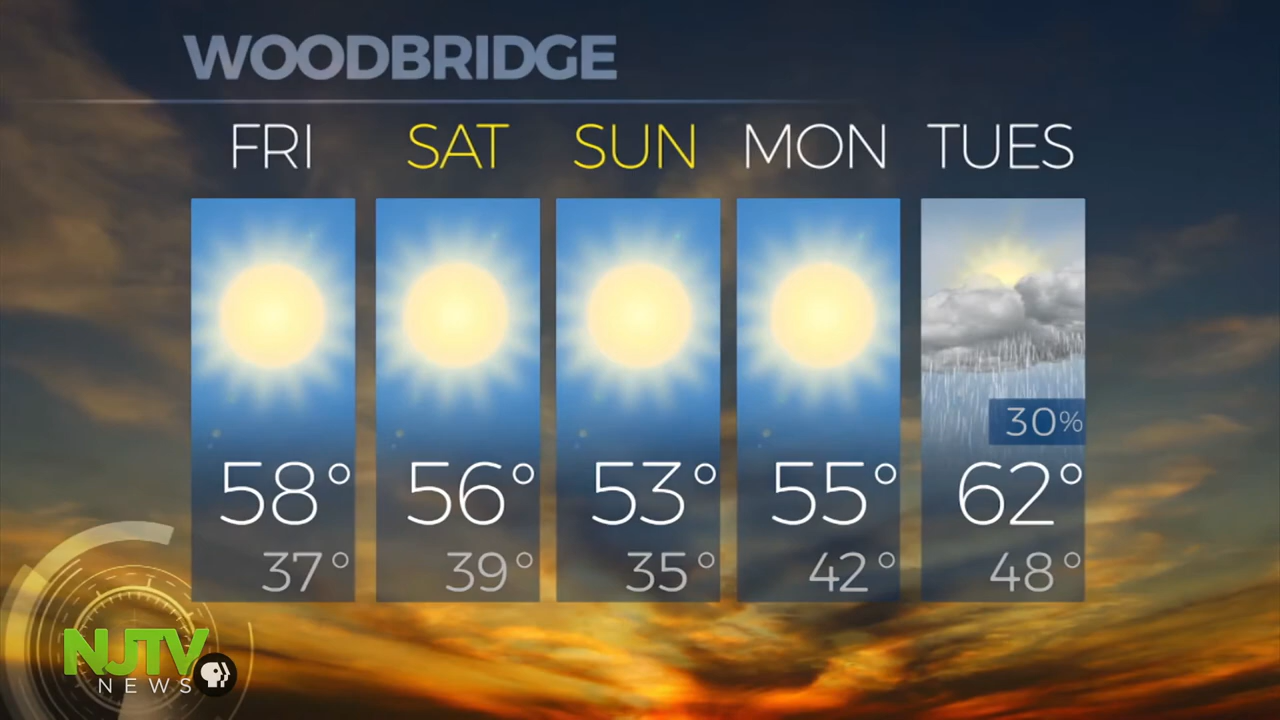 WOODBRIDGE
FRI SAT SUN MON TUES
30%
58° 56° 53° 55° 62°
37° 39° 35° 42° 48°
NJTV
NEWS